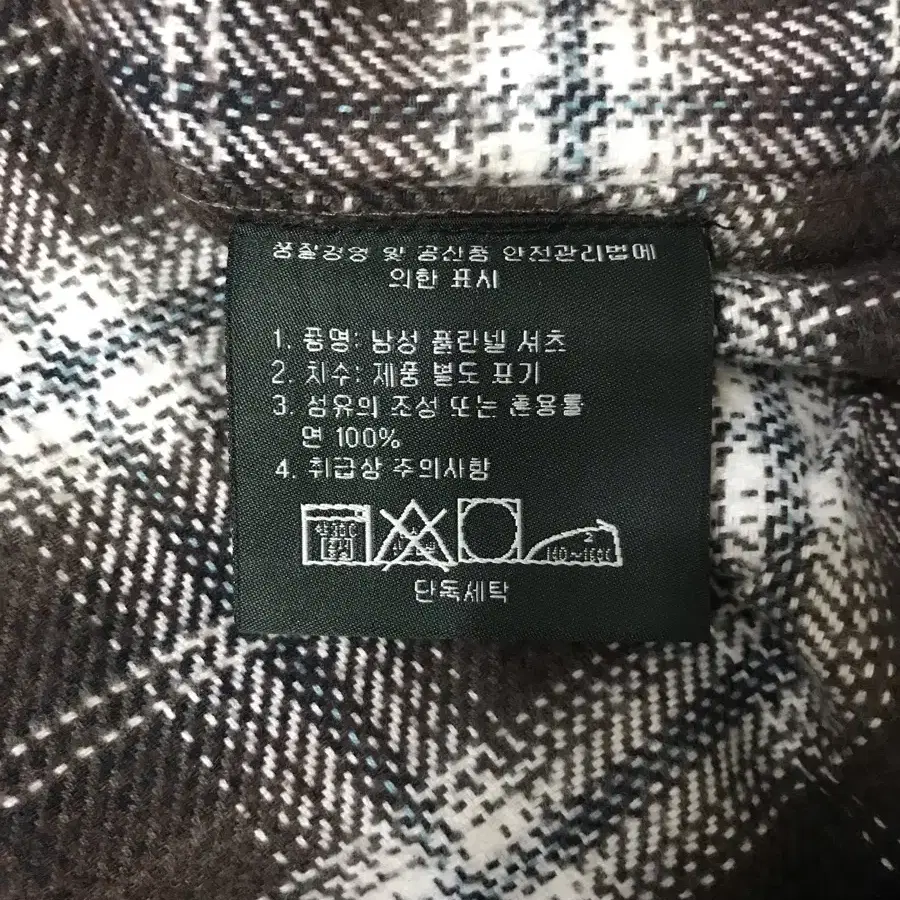 품질경영 및 공산품 안전관리법에
의한 표시
1. 품명: 남성 플란넬 셔츠
2. 치수: 제품 별도 표기
3. 섬유의 조성 또는 혼용률
면 100%
4. 취급상 주의사항
단독세탁